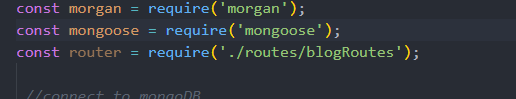 const morgan = require('morgan');
const mongoose = require('mongoose');
const router = require('./routes/blogRoutes');
//connect to mongoDB